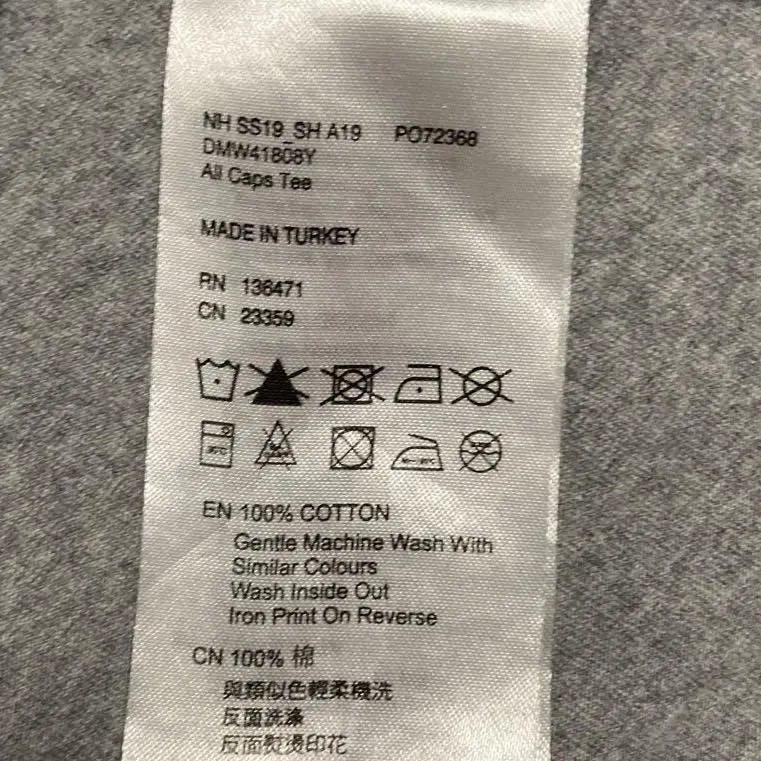 NH SS19_SH A19 PO72368
DMW41808Y
All Caps Tee
MADE IN TURKEY
RN 136471
CN 23359
EN 100% COTTON
Gentle Machine Wash With
Similar Colours
Wash Inside Out
Iron Print On Reverse
CN 100% 棉
與類似色輕柔機洗
反面洗滌
反面熨燙印花